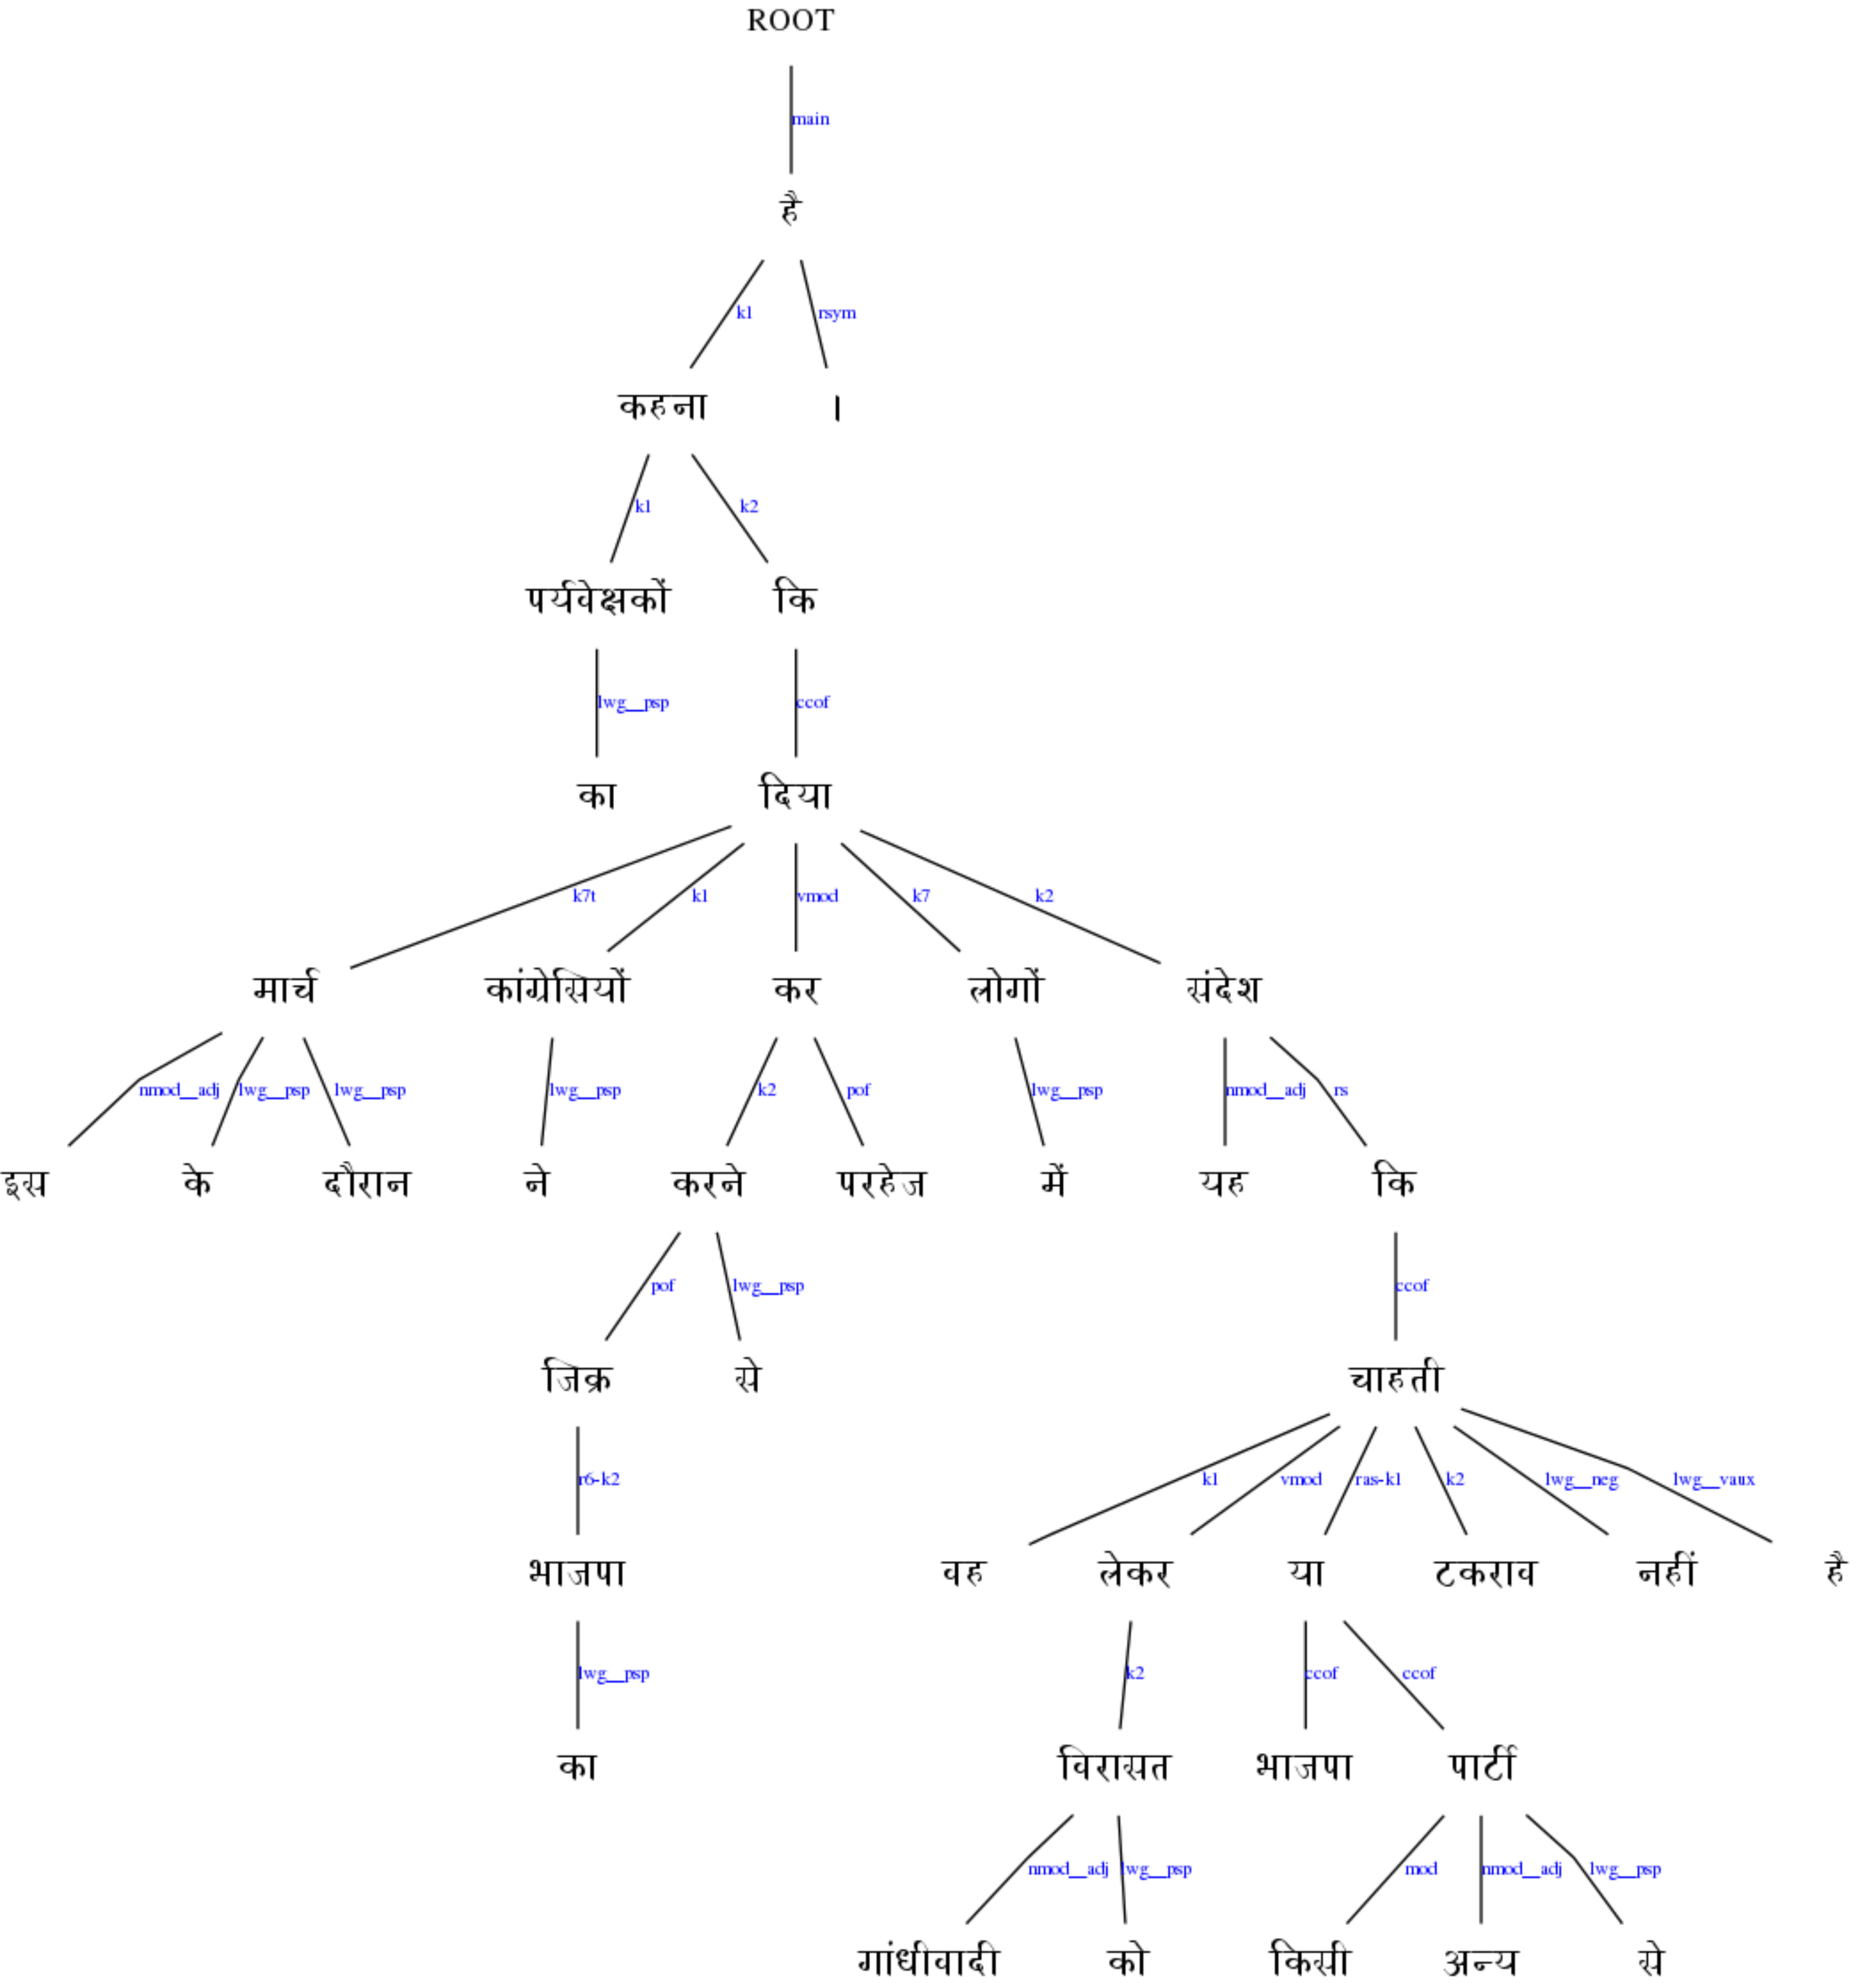 ROOT
main
है
k1 rsym
कहना ।
k1 k2
पर्यवेक्षकों कि
lwg__psp ccof
का दिया
k7t k1 vmod k7 k2
मार्च कांग्रेसियों कर लोगों संदेश
nmod__adj lwg__psp lwg__psp lwg__psp k2 pof lwg__psp nmod__adj rs
इस के दौरान ने करने परहेज में यह कि
pof lwg__psp ccof
जिक्र से चाहती
r6-k2 k1 vmod ras-k1 k2 lwg__neg lwg__vaux
भाजपा वह लेकर या टकराव नहीं है
lwg__psp k2 ccof ccof
का विरासत भाजपा पार्टी
nmod__adj lwg__psp mod nmod__adj lwg__psp
गांधीवादी को किसी अन्य से